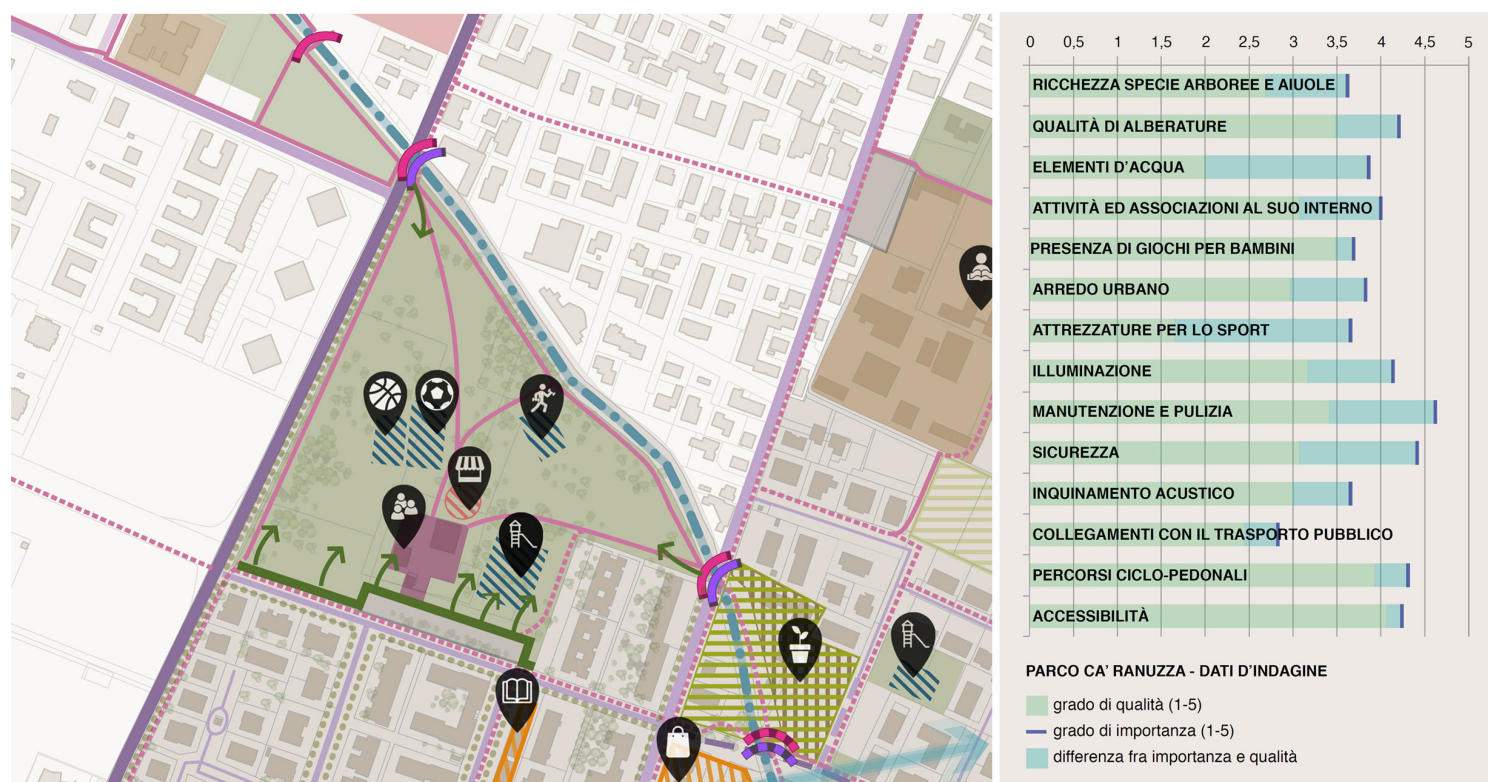 0 0,5 1 1,5 2 2,5 3 3,5 4 4,5 5
RICCHEZZA SPECIE ARBOREE E AIUOLE
QUALITÀ DI ALBERATURE
ELEMENTI D’ACQUA
ATTIVITÀ ED ASSOCIAZIONI AL SUO INTERNO
PRESENZA DI GIOCHI PER BAMBINI
ARREDO URBANO
ATTREZZATURE PER LO SPORT
ILLUMINAZIONE
MANUTENZIONE E PULIZIA
SICUREZZA
INQUINAMENTO ACUSTICO
COLLEGAMENTI CON IL TRASPORTO PUBBLICO
PERCORSI CICLO-PEDONALI
ACCESSIBILITÀ
PARCO CA’ RANUZZA - DATI D’INDAGINE
grado di qualità (1-5)
grado di importanza (1-5)
differenza fra importanza e qualità